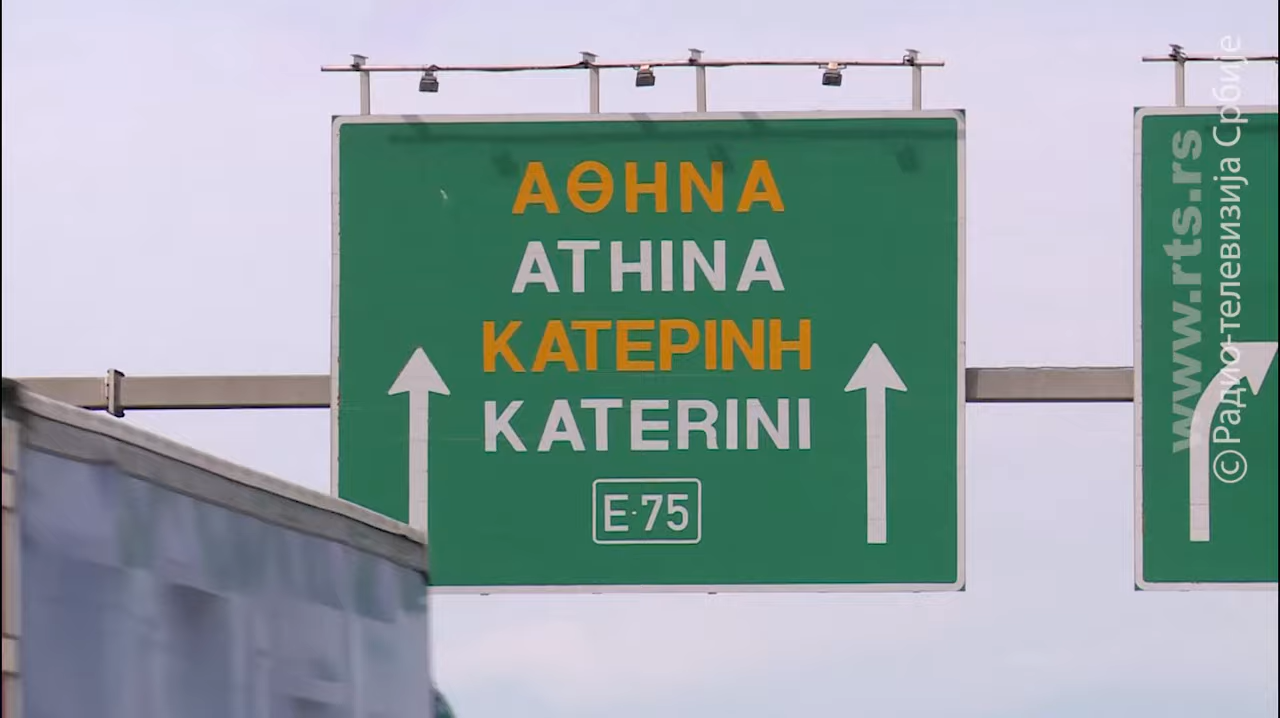 ΑΘΗΝΑ
ATHINA
ΚΑΤΕΡΙΝΗ
KATERINI
E·75
www.rts.rs
©Радио-телевизија Србије